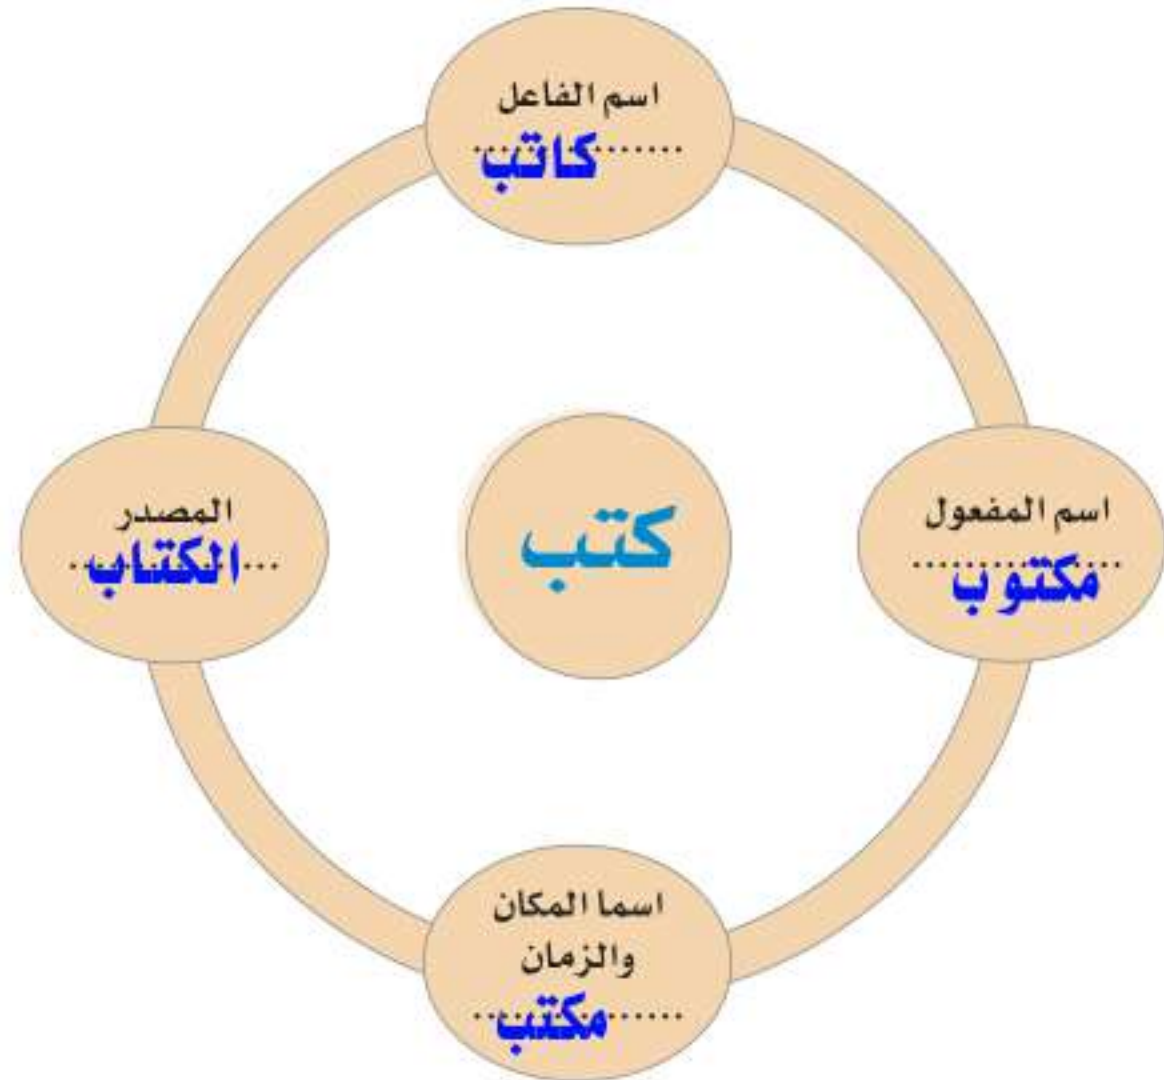 اسم الفاعل
كاتب
اسم المفعول
مكتوب
كتب
المصدر
الكتاب
اسما المكان
والزمان
مكتب